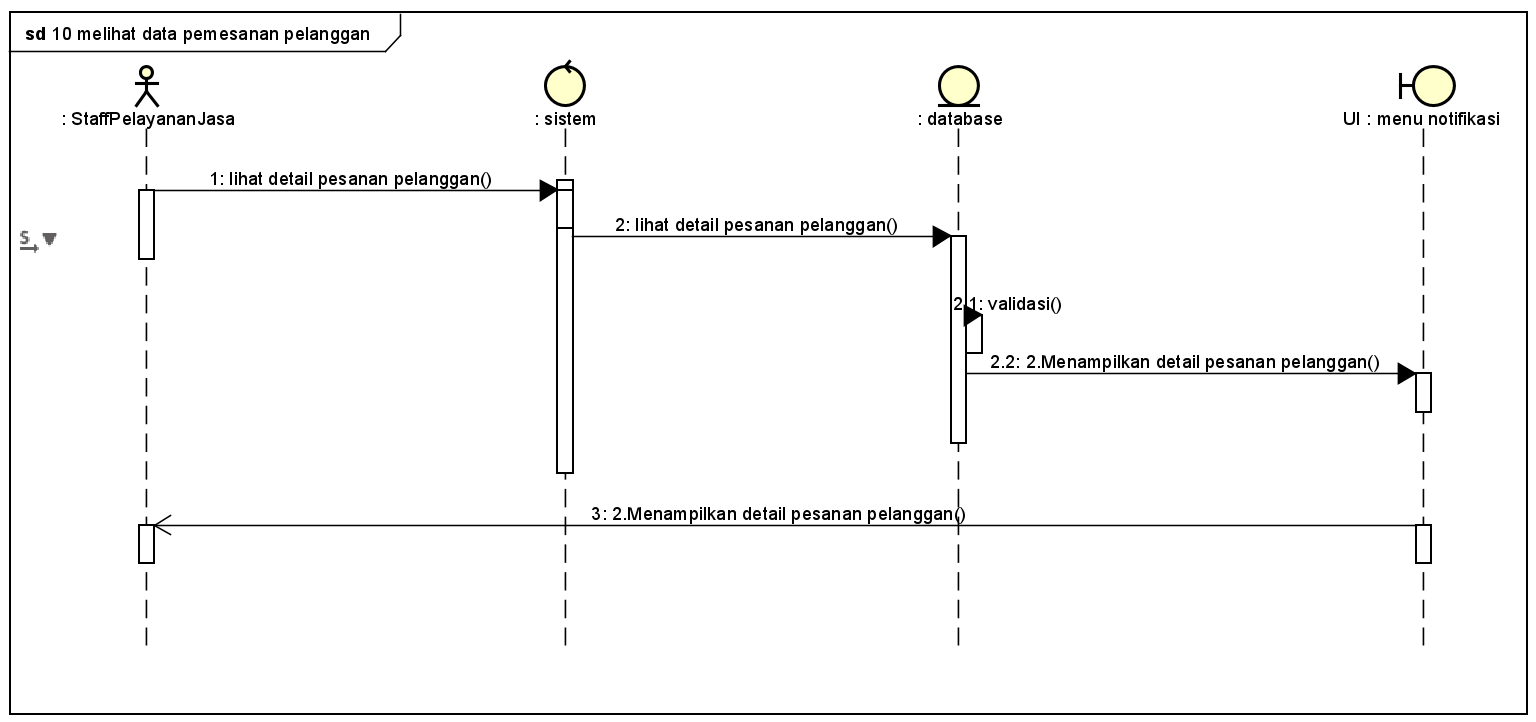 sd 10 melihat data pemesanan pelanggan
: StaffPelayananJasa
: sistem
: database
UI : menu notifikasi
1: lihat detail pesanan pelanggan()
2: lihat detail pesanan pelanggan()
2.1: validasi()
2.2: 2.Menampilkan detail pesanan pelanggan()
3: 2.Menampilkan detail pesanan pelanggan()
S